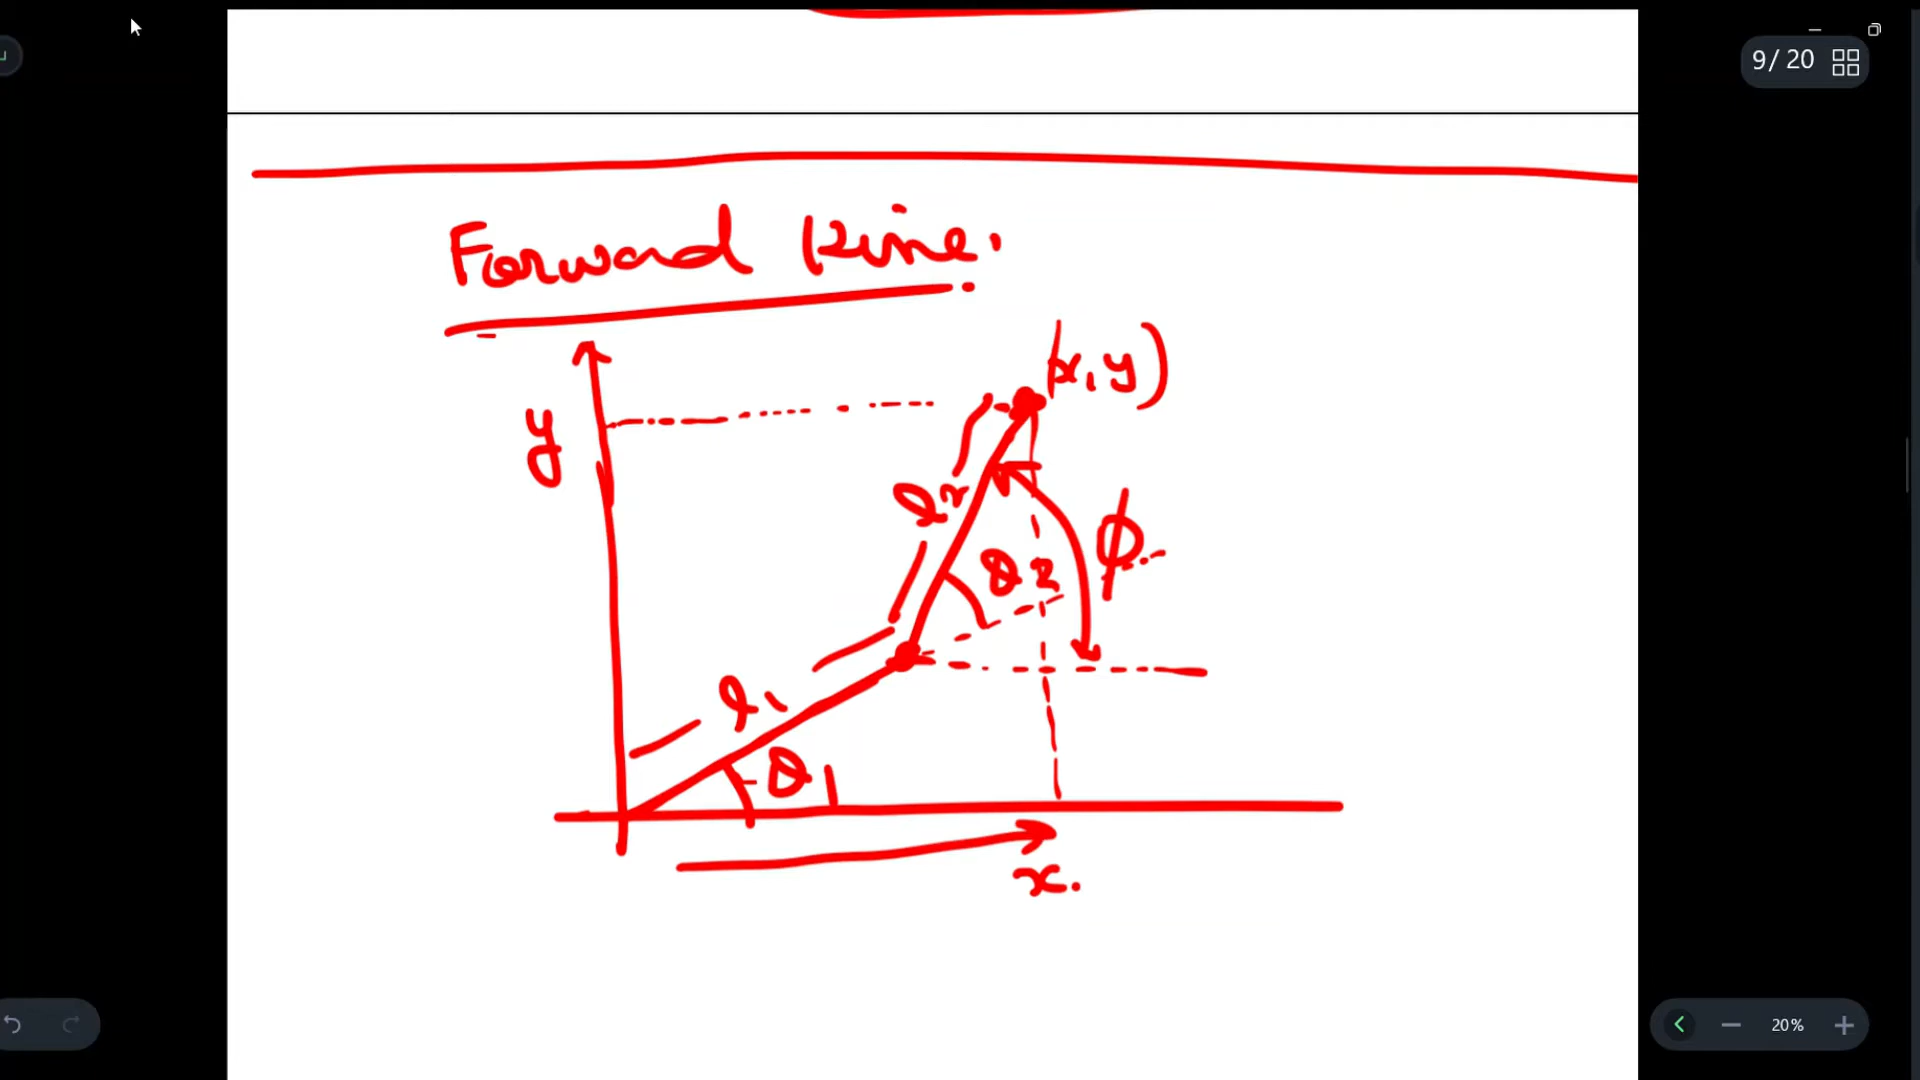 9/ 20
Forward Kine.
(x, y)
y
l2
θ2
ϕ
l1
θ1
x.
20%